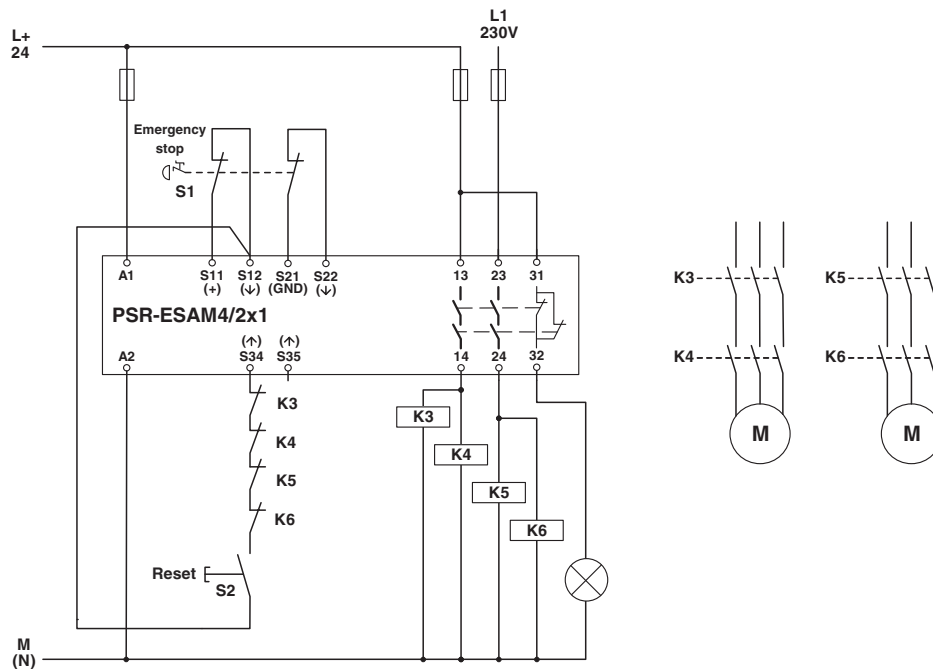 L+
24
L1
230V
Emergency
stop
S1
A1
S11
(+)
S12
(↓)
S21
(GND)
S22
(↓)
13
23
31
PSR-ESAM4/2x1
A2
(↑)
S34
(↑)
S35
14
24
32
K3
K4
K5
K6
Reset
S2
K3
K4
K5
K6
M
(N)
K3
K4
M
K5
K6
M